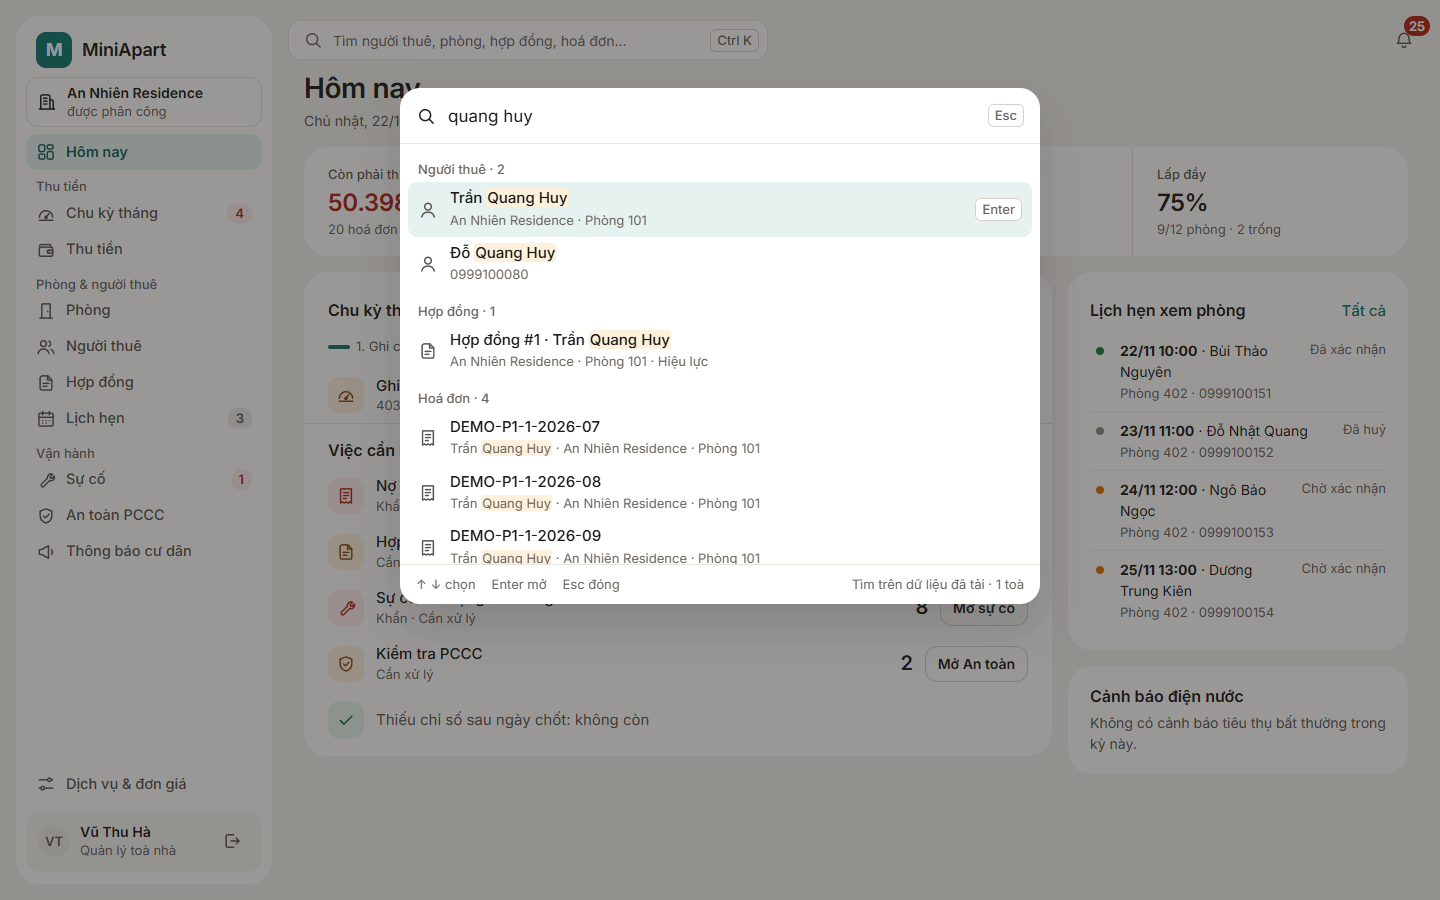 M MiniApart
An Nhiên Residence
được phân công
Hôm nay
Thu tiền
Chu kỳ tháng 4
Thu tiền
Phòng & người thuê
Phòng
Người thuê
Hợp đồng
Lịch hẹn 3
Vận hành
Sự cố 1
An toàn PCCC
Thông báo cư dân
Dịch vụ & đơn giá
VT Vũ Thu Hà
Quản lý toà nhà
Tìm người thuê, phòng, hợp đồng, hoá đơn... Ctrl K
25
Hôm nay
Chủ nhật, 22/1
Còn phải th
50.398
20 hoá đơn
Lấp đầy
75%
9/12 phòng · 2 trống
quang huy Esc
Người thuê · 2
Trần Quang Huy
An Nhiên Residence · Phòng 101
Enter
Đỗ Quang Huy
0999100080
Hợp đồng · 1
Hợp đồng #1 · Trần Quang Huy
An Nhiên Residence · Phòng 101 · Hiệu lực
Hoá đơn · 4
DEMO-P1-1-2026-07
Trần Quang Huy · An Nhiên Residence · Phòng 101
DEMO-P1-1-2026-08
Trần Quang Huy · An Nhiên Residence · Phòng 101
DEMO-P1-1-2026-09
Trần Quang Huy · An Nhiên Residence · Phòng 101
↑ ↓ chọn Enter mở Esc đóng Tìm trên dữ liệu đã tải · 1 toà
Chu kỳ th
1. Ghi c
Ghi
403
Việc cần
Nợ
Khẩ
Hợp
Cần
Sự c
Khẩn · Cần xử lý
8 Mở sự cố
Kiểm tra PCCC
Cần xử lý
2 Mở An toàn
Thiếu chỉ số sau ngày chốt: không còn
Lịch hẹn xem phòng Tất cả
22/11 10:00 · Bùi Thảo Đã xác nhận
Nguyên
Phòng 402 · 0999100151
23/11 11:00 · Đỗ Nhật Quang Đã huỷ
Phòng 402 · 0999100152
24/11 12:00 · Ngô Bảo Chờ xác nhận
Ngọc
Phòng 402 · 0999100153
25/11 13:00 · Dương Chờ xác nhận
Trung Kiên
Phòng 402 · 0999100154
Cảnh báo điện nước
Không có cảnh báo tiêu thụ bất thường trong
kỳ này.